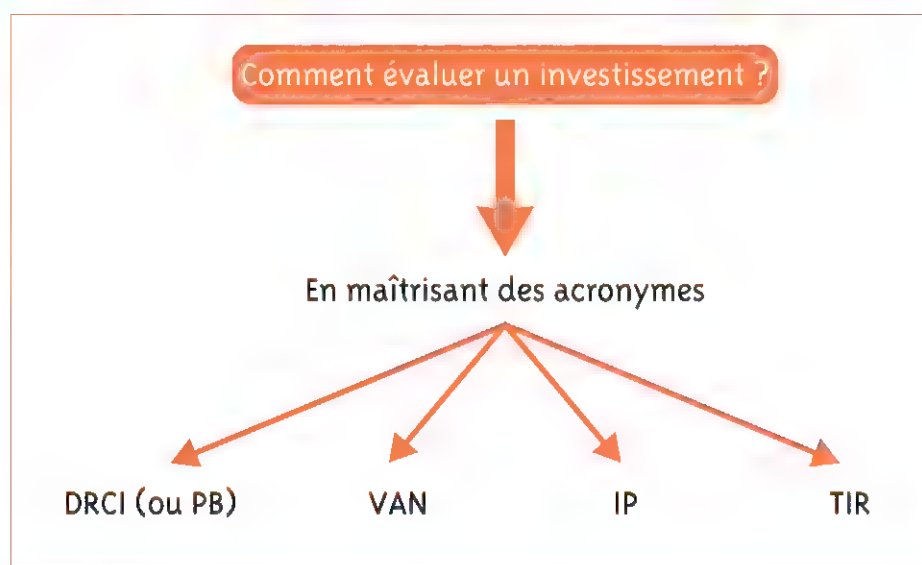 Comment évaluer un investissement ?
En maîtrisant des acronymes
DRCI (ou PB) VAN IP TIR